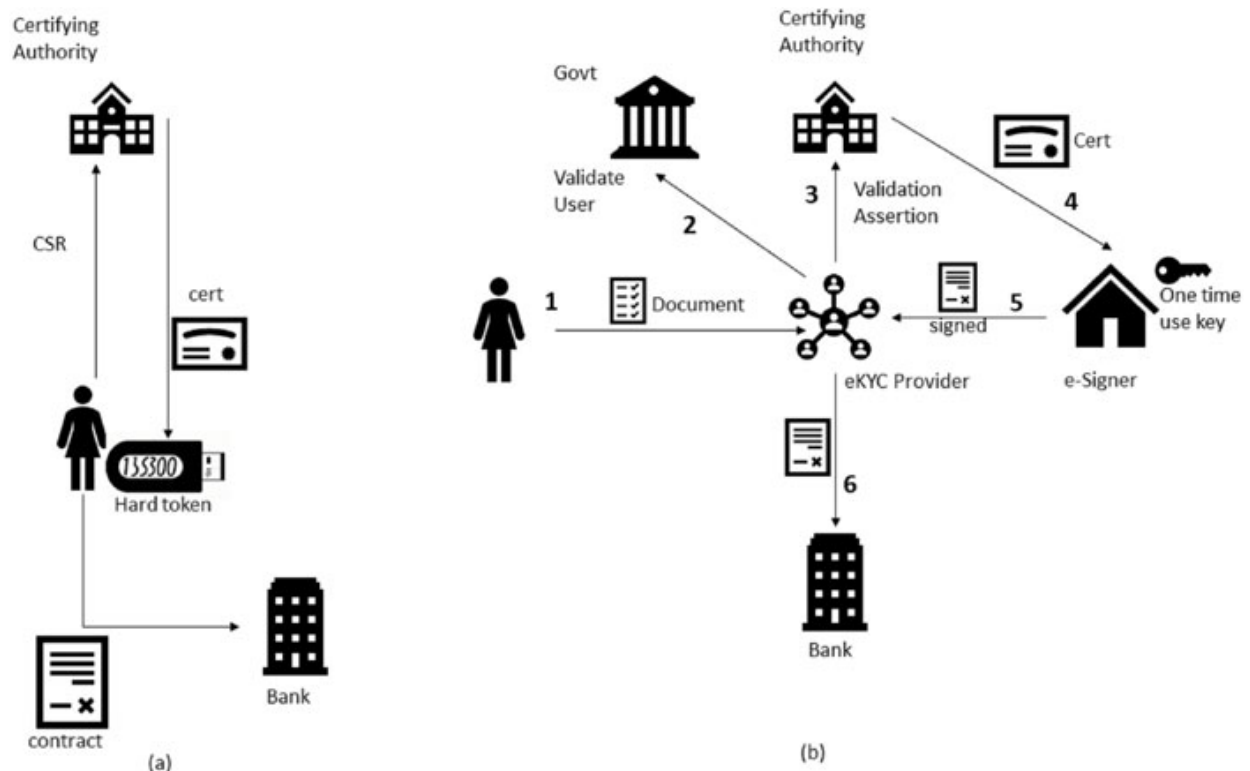 Certifying
Authority
CSR
cert
135300
Hard token
Bank
contract
(a)
Certifying
Authority
Govt
Validate
User
Cert
3
Validation
Assertion
4
2
1
Document
5
signed
One time
use key
eKYC Provider
e-Signer
6
Bank
(b)